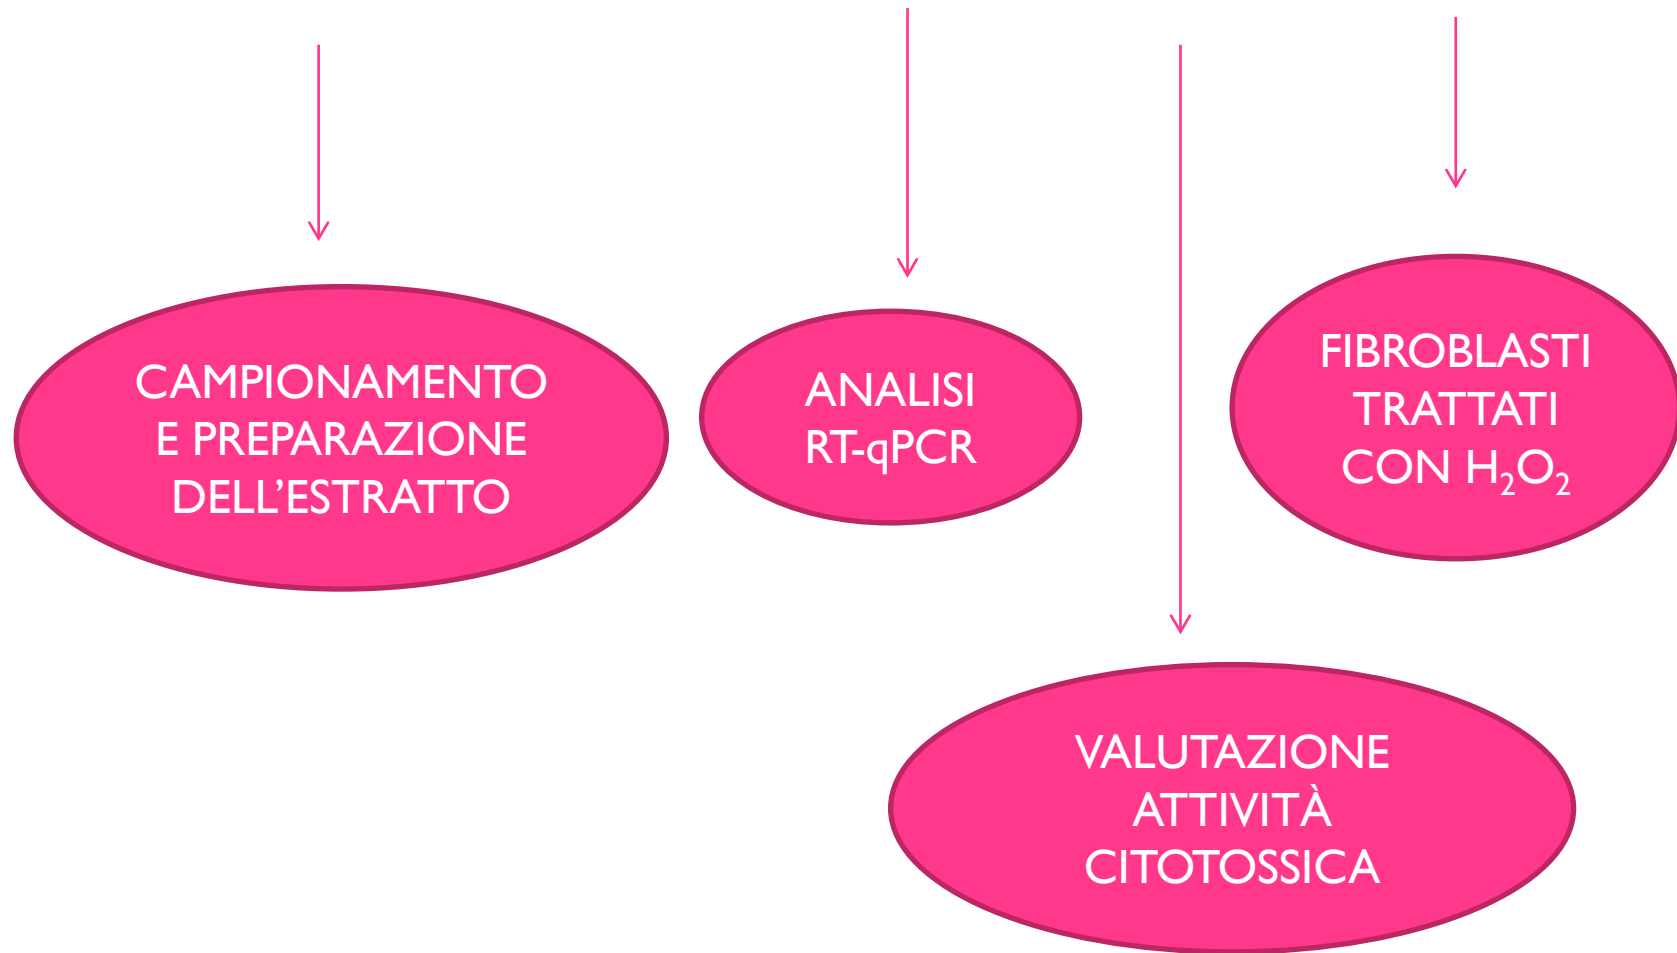 CAMPIONAMENTO
E PREPARAZIONE
DELL’ESTRATTO
ANALISI
RT-qPCR
FIBROBLASTI
TRATTATI
CON H₂O₂
VALUTAZIONE
ATTIVITÀ
CITOTOSSICA